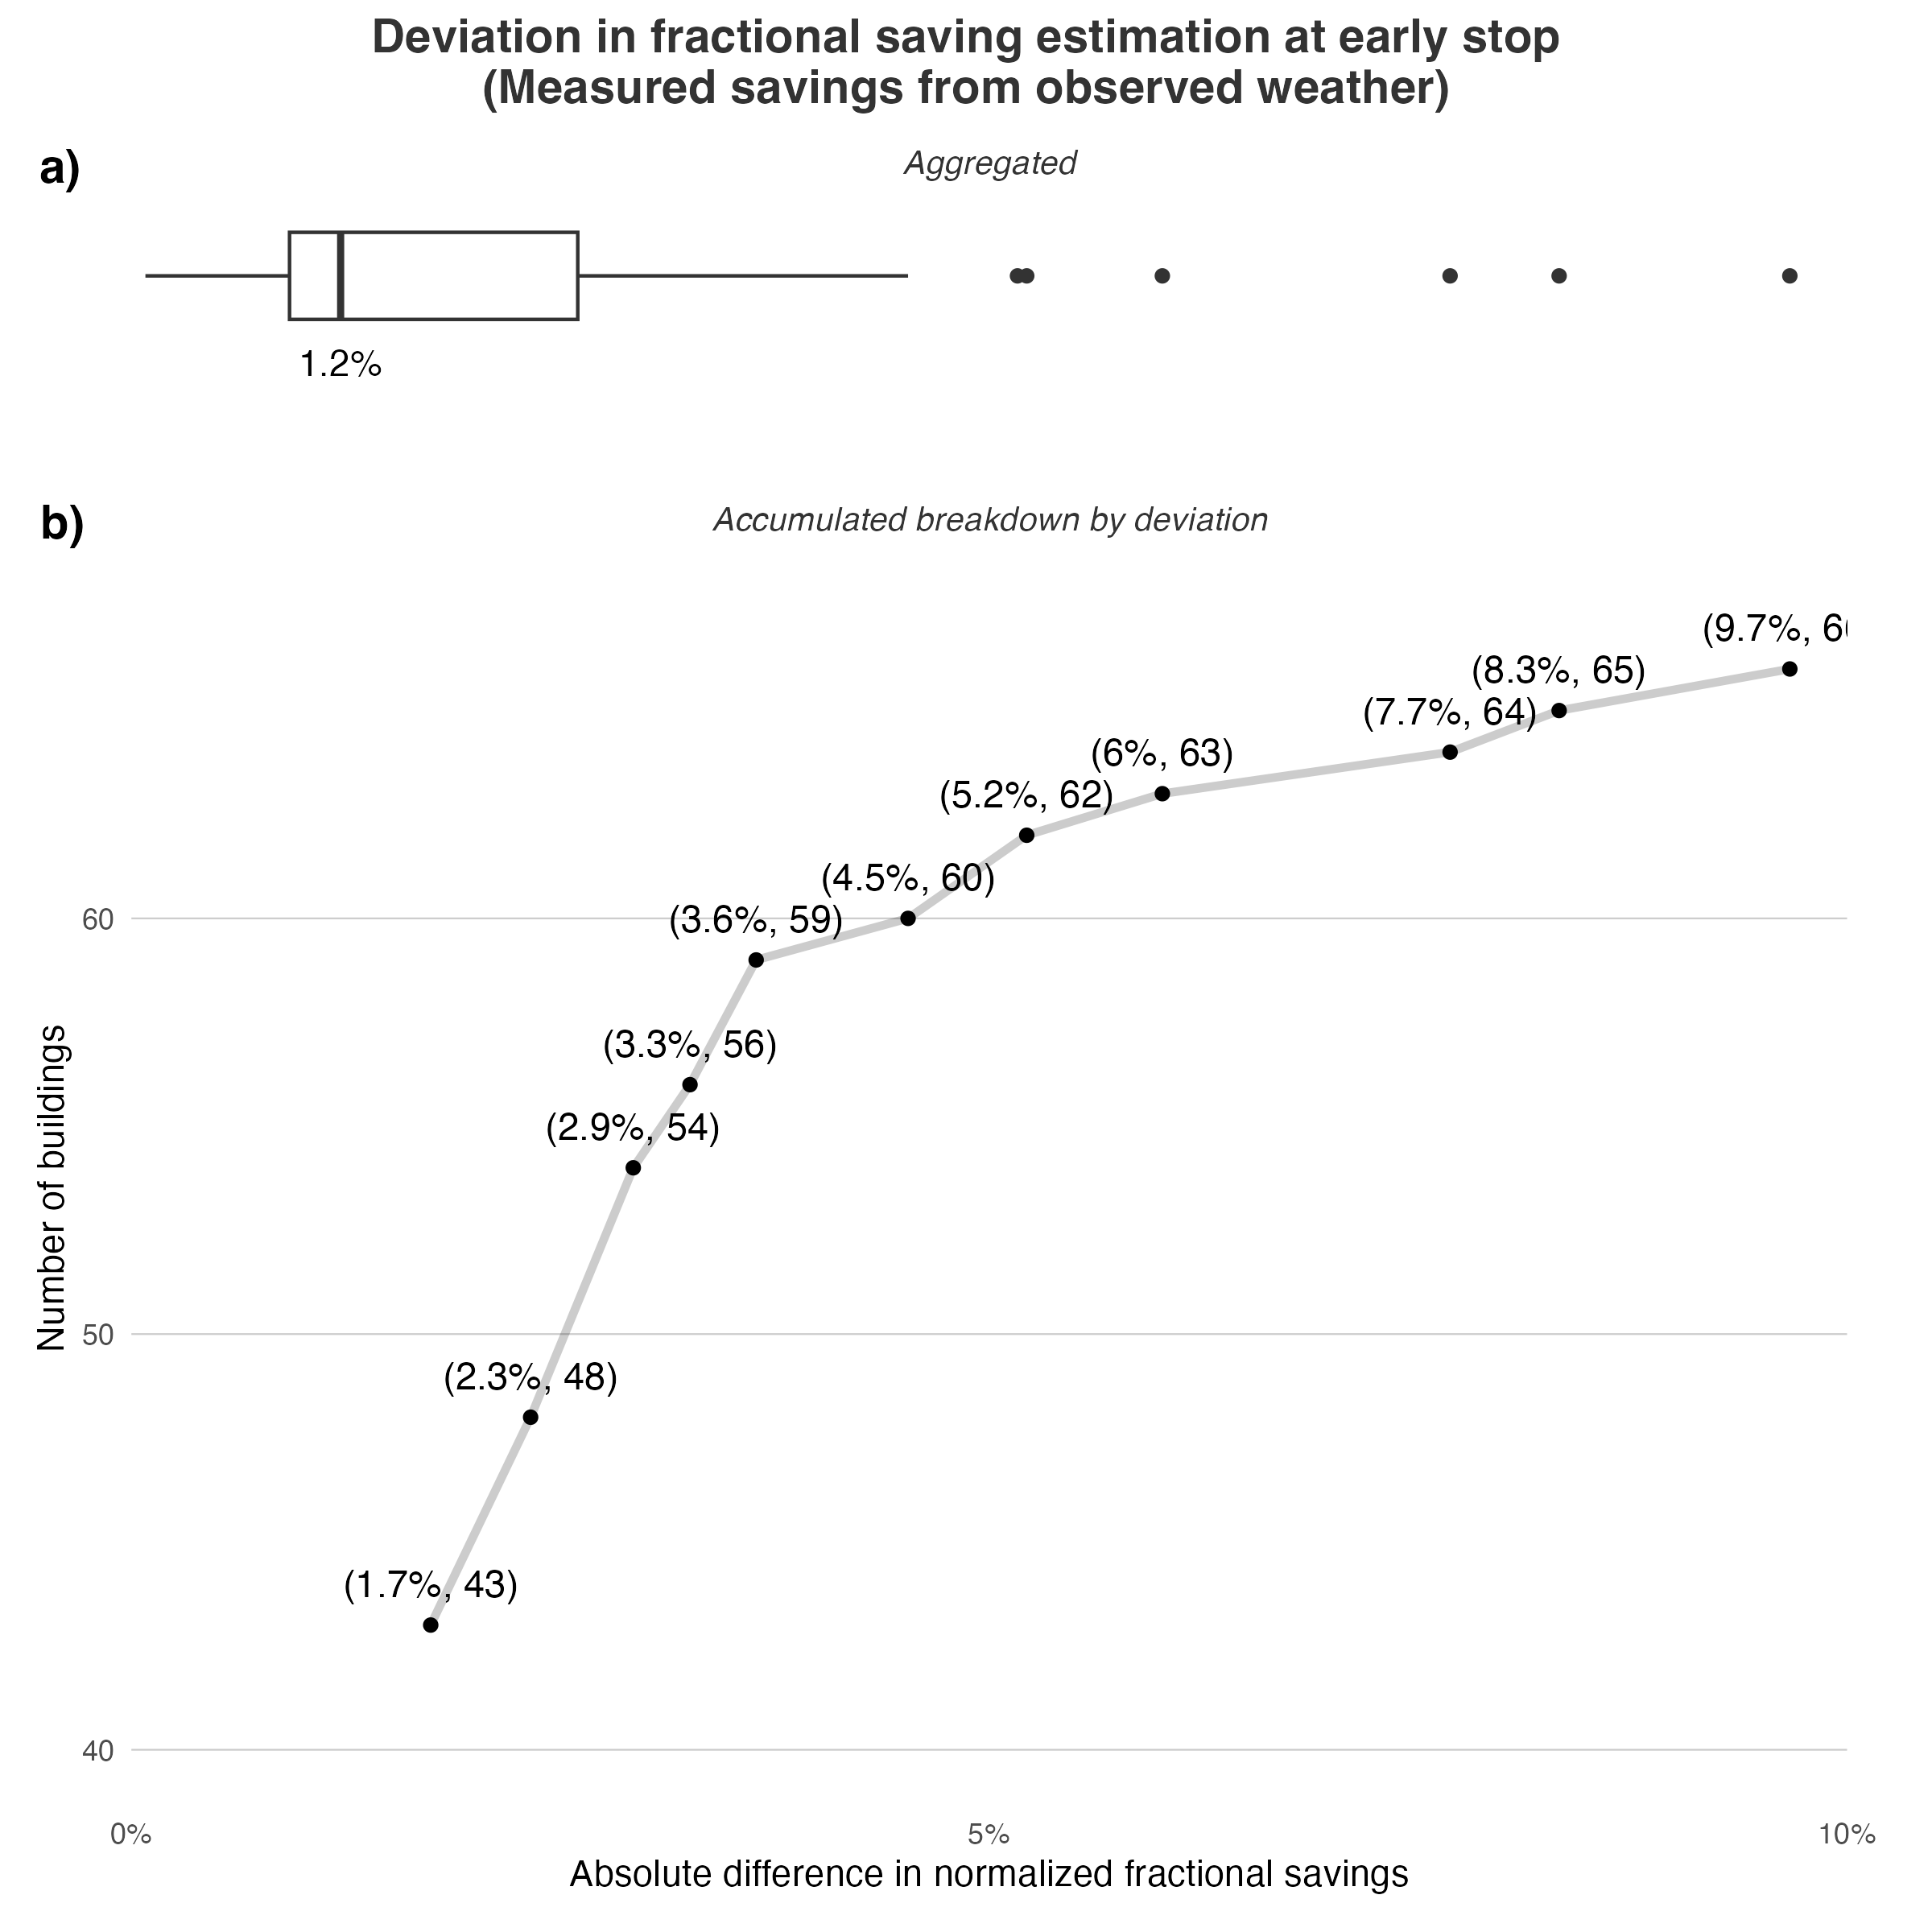 Deviation in fractional saving estimation at early stop
(Measured savings from observed weather)
a)
Aggregated
1.2%
b)
Accumulated breakdown by deviation
(9.7%,
(8.3%, 65)
(7.7%, 64)
(6%, 63)
(5.2%, 62)
(4.5%, 60)
60
(3.6%, 59)
(3.3%, 56)
(2.9%, 54)
Number of buildings
50
(2.3%, 48)
(1.7%, 43)
40
0%
5%
10%
Absolute difference in normalized fractional savings